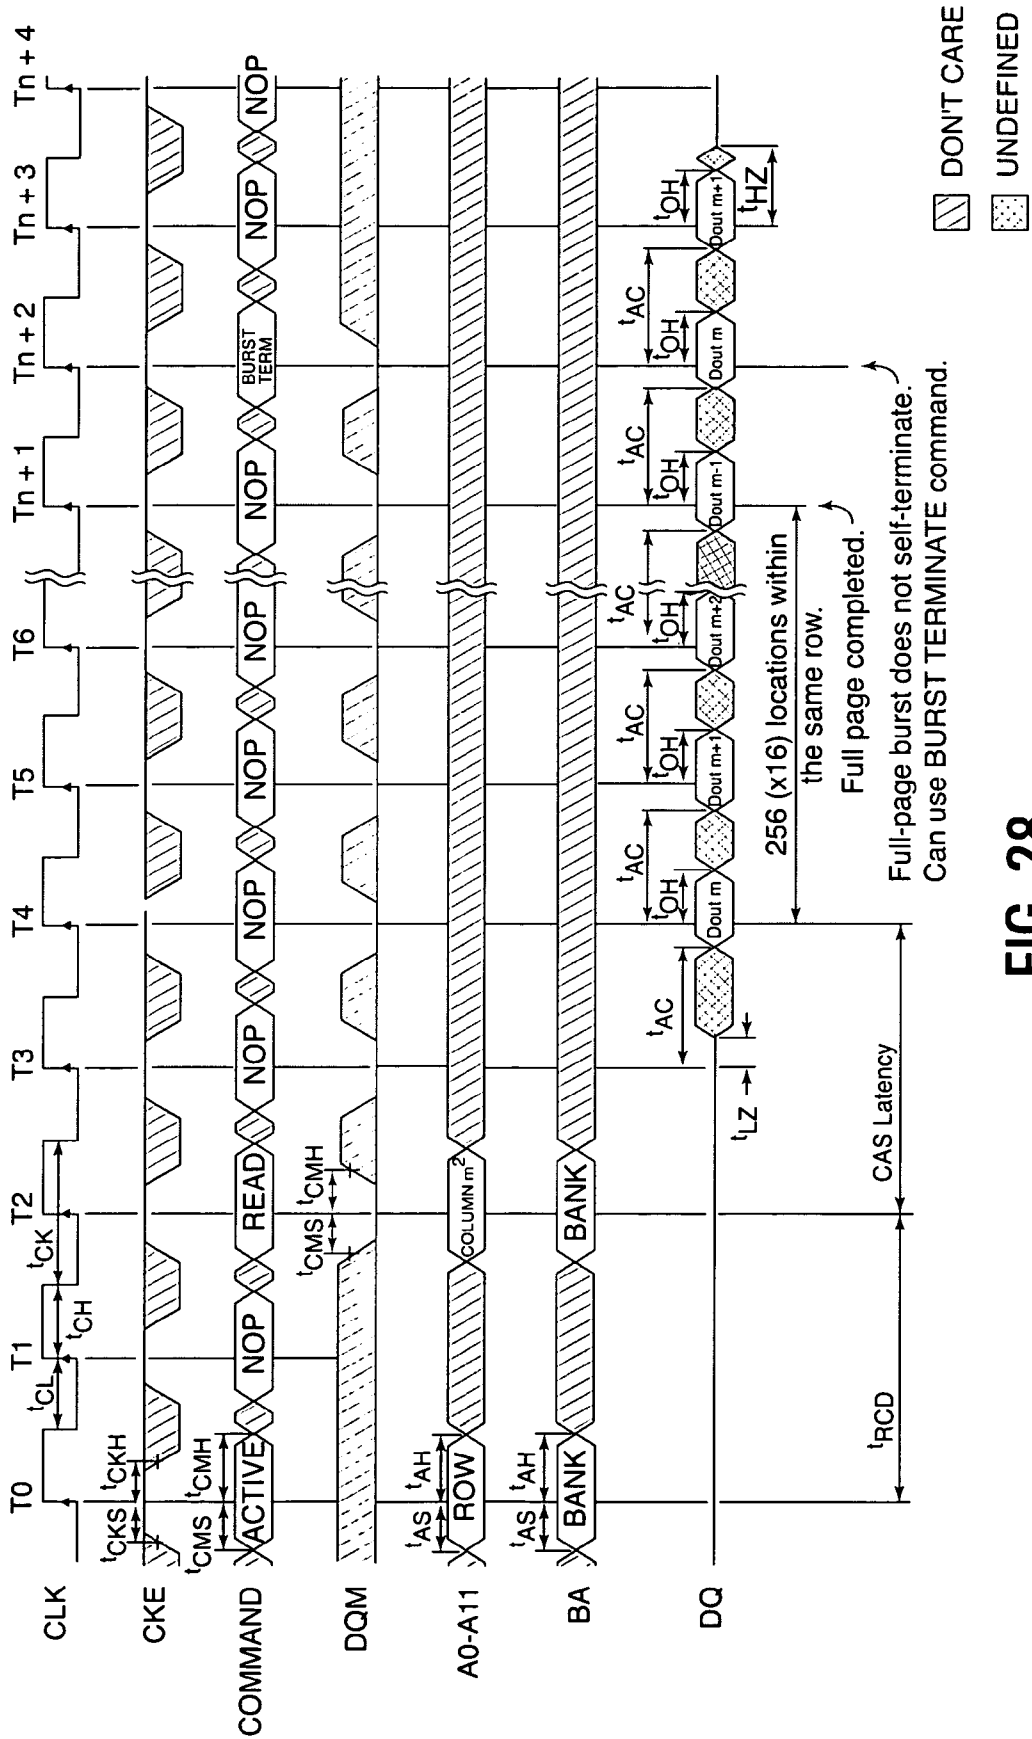 T0 T1 T2 T3 T4 T5 T6 Tn + 1 Tn + 2 Tn + 3 Tn + 4
CLK
tCL tCH tCK
CKE
tCKS tCKH
COMMAND
tCMS tCMH
ACTIVE NOP READ NOP NOP NOP NOP NOP BURST TERM NOP NOP
DQM
tCMS tCMH
A0-A11
tAS tAH
ROW COLUMN m²
BA
tAS tAH
BANK BANK
DQ
tAC tAC tAC tAC tAC tAC
tOH tOH tOH tOH tOH tOH
Dout m Dout m+1 Dout m+2 Dout m-1 Dout m Dout m+1
tLZ tHZ
256 (x16) locations within
the same row.
Full page completed.
tRCD CAS Latency
Full-page burst does not self-terminate.
Can use BURST TERMINATE command.
DON'T CARE
UNDEFINED
FIG. 28